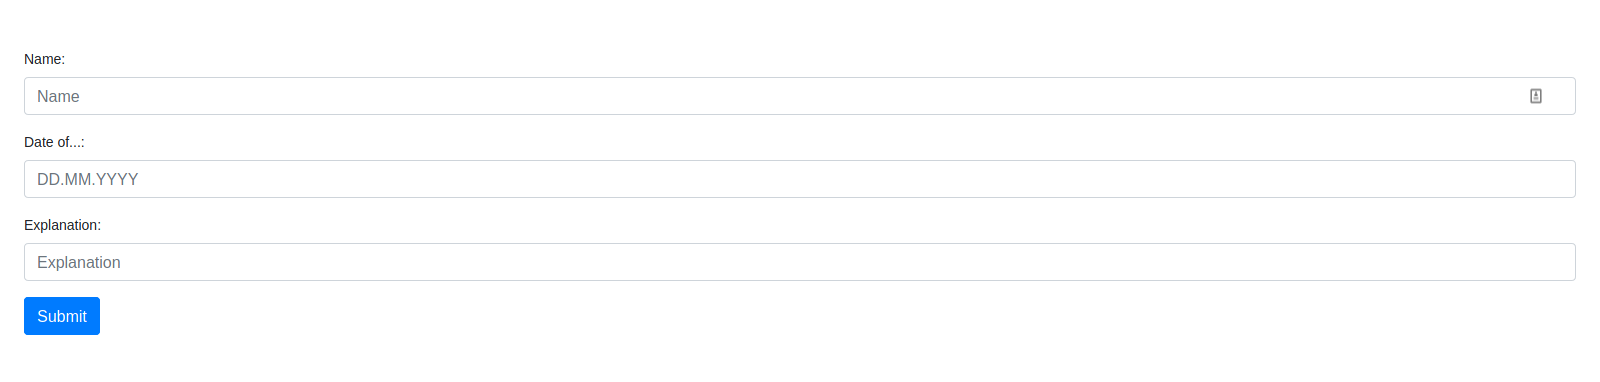 Name:
Name
Date of...:
DD.MM.YYYY
Explanation:
Explanation
Submit